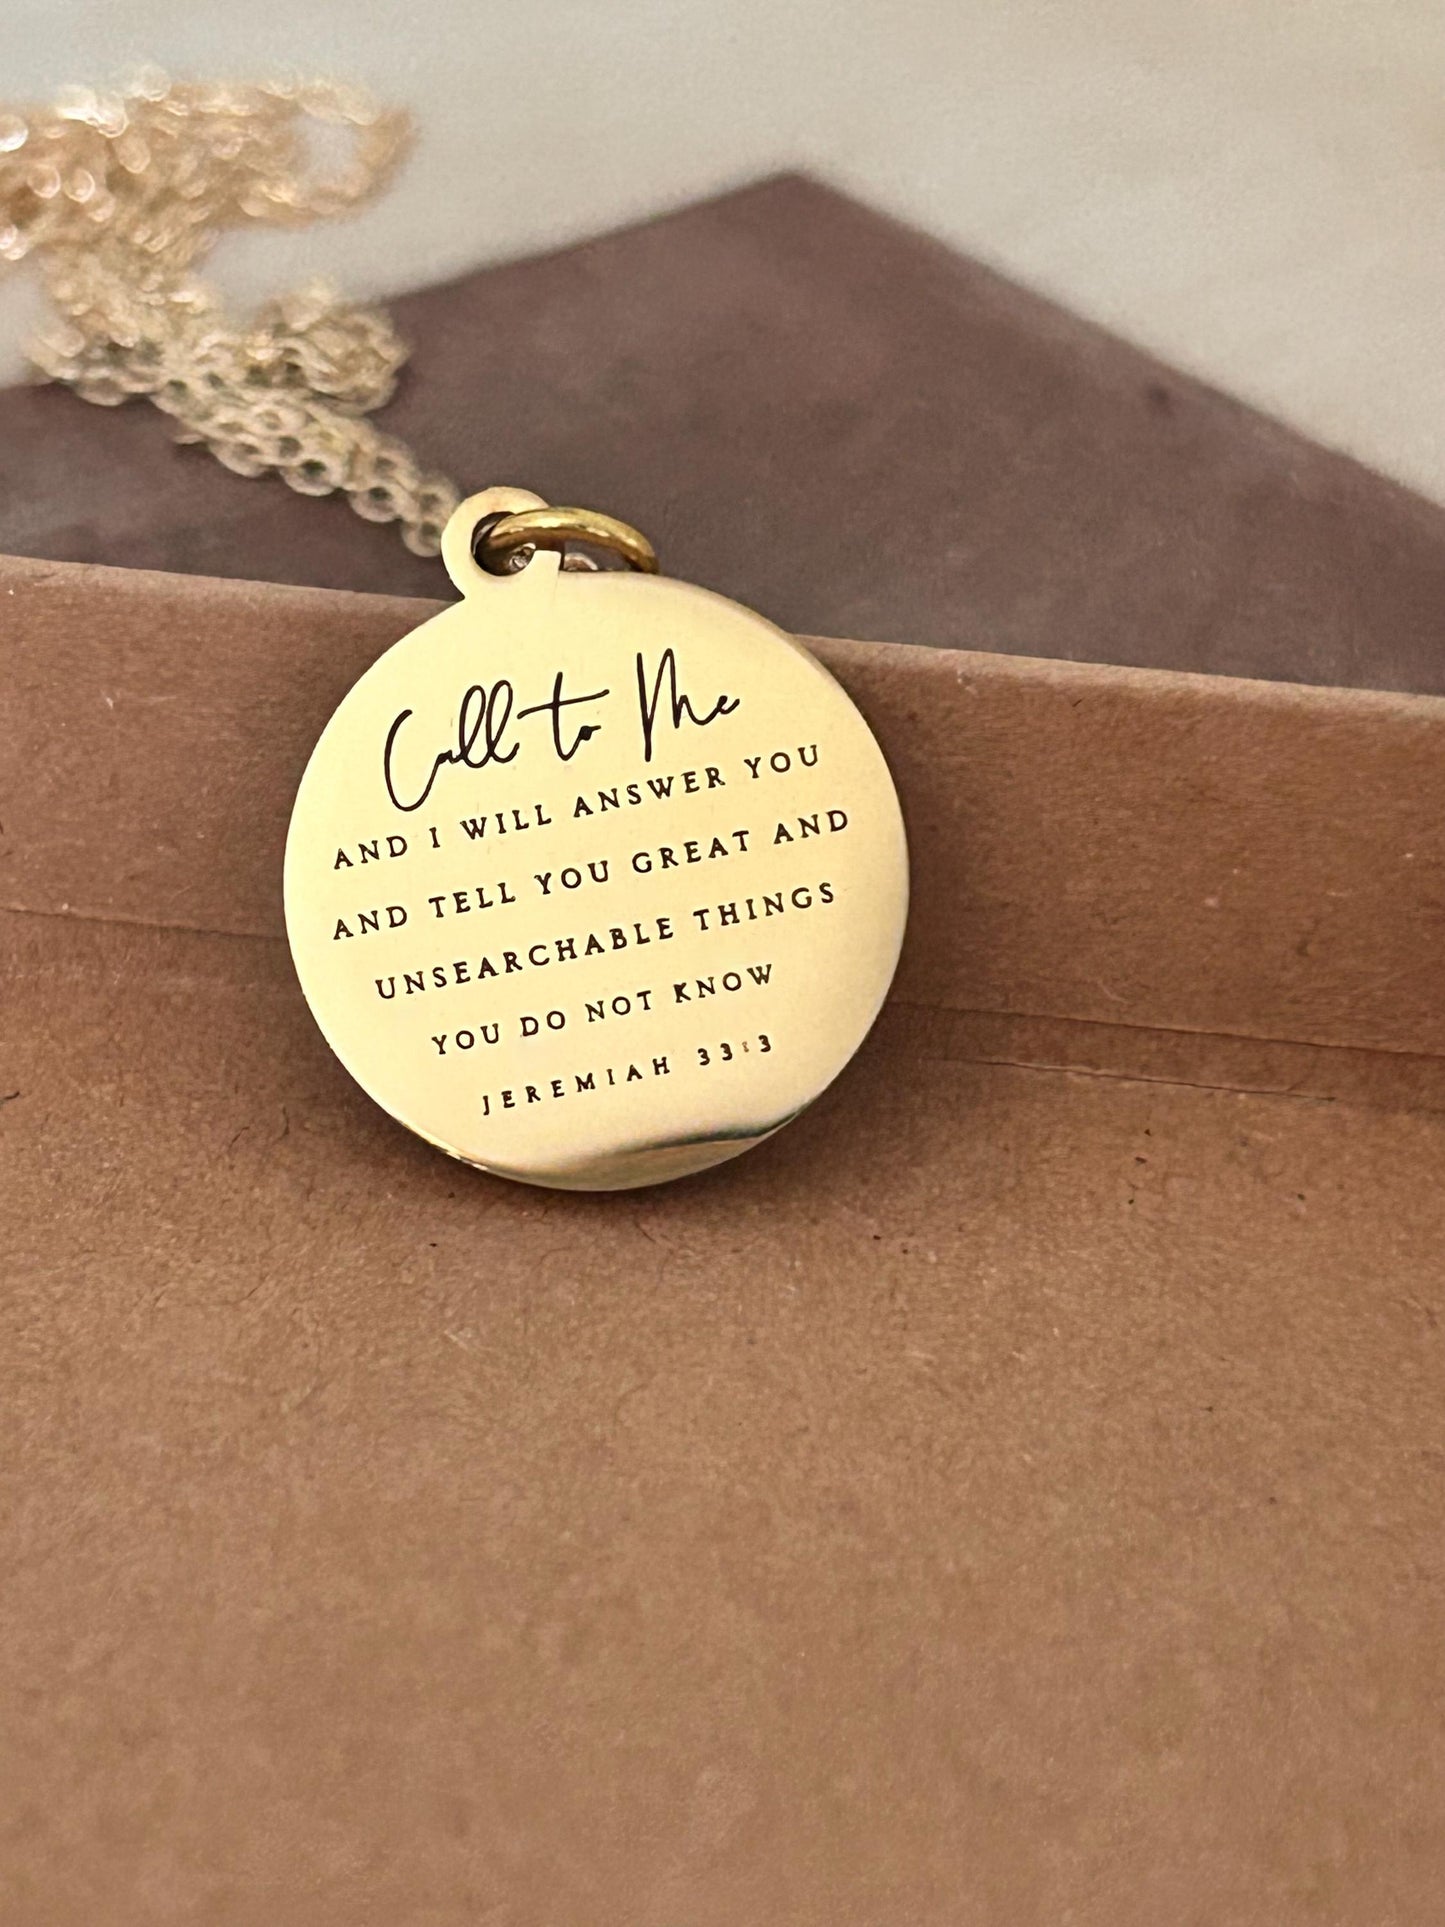 Call to Me
AND I WILL ANSWER YOU
AND TELL YOU GREAT AND
UNSEARCHABLE THINGS
YOU DO NOT KNOW
JEREMIAH 33:3